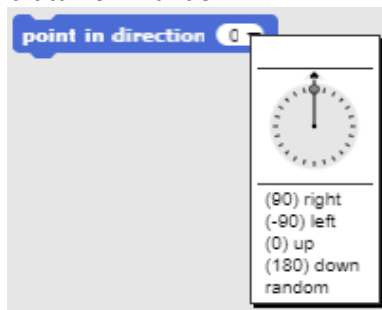 point in direction 0
(90) right
(-90) left
(0) up
(180) down
random